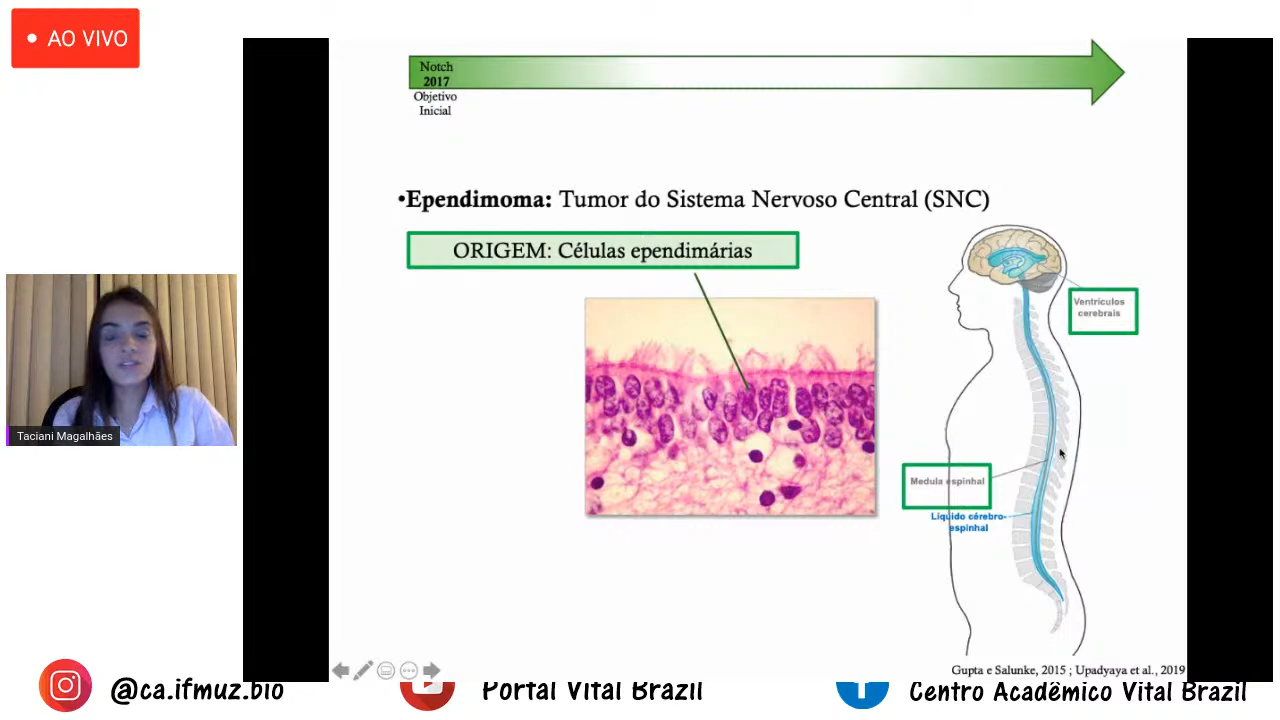 AO VIVO
Notch
2017
Objetivo
Inicial
•Ependimoma: Tumor do Sistema Nervoso Central (SNC)
ORIGEM: Células ependimárias
Ventrículos
cerebrais
Medula espinhal
Líquido cérebro-
espinhal
Taciani Magalhães
Gupta e Salunke, 2015 ; Upadyaya et al., 2019
@ca.ifmuz.bio
Portal Vital Brazil
Centro Acadêmico Vital Brazil